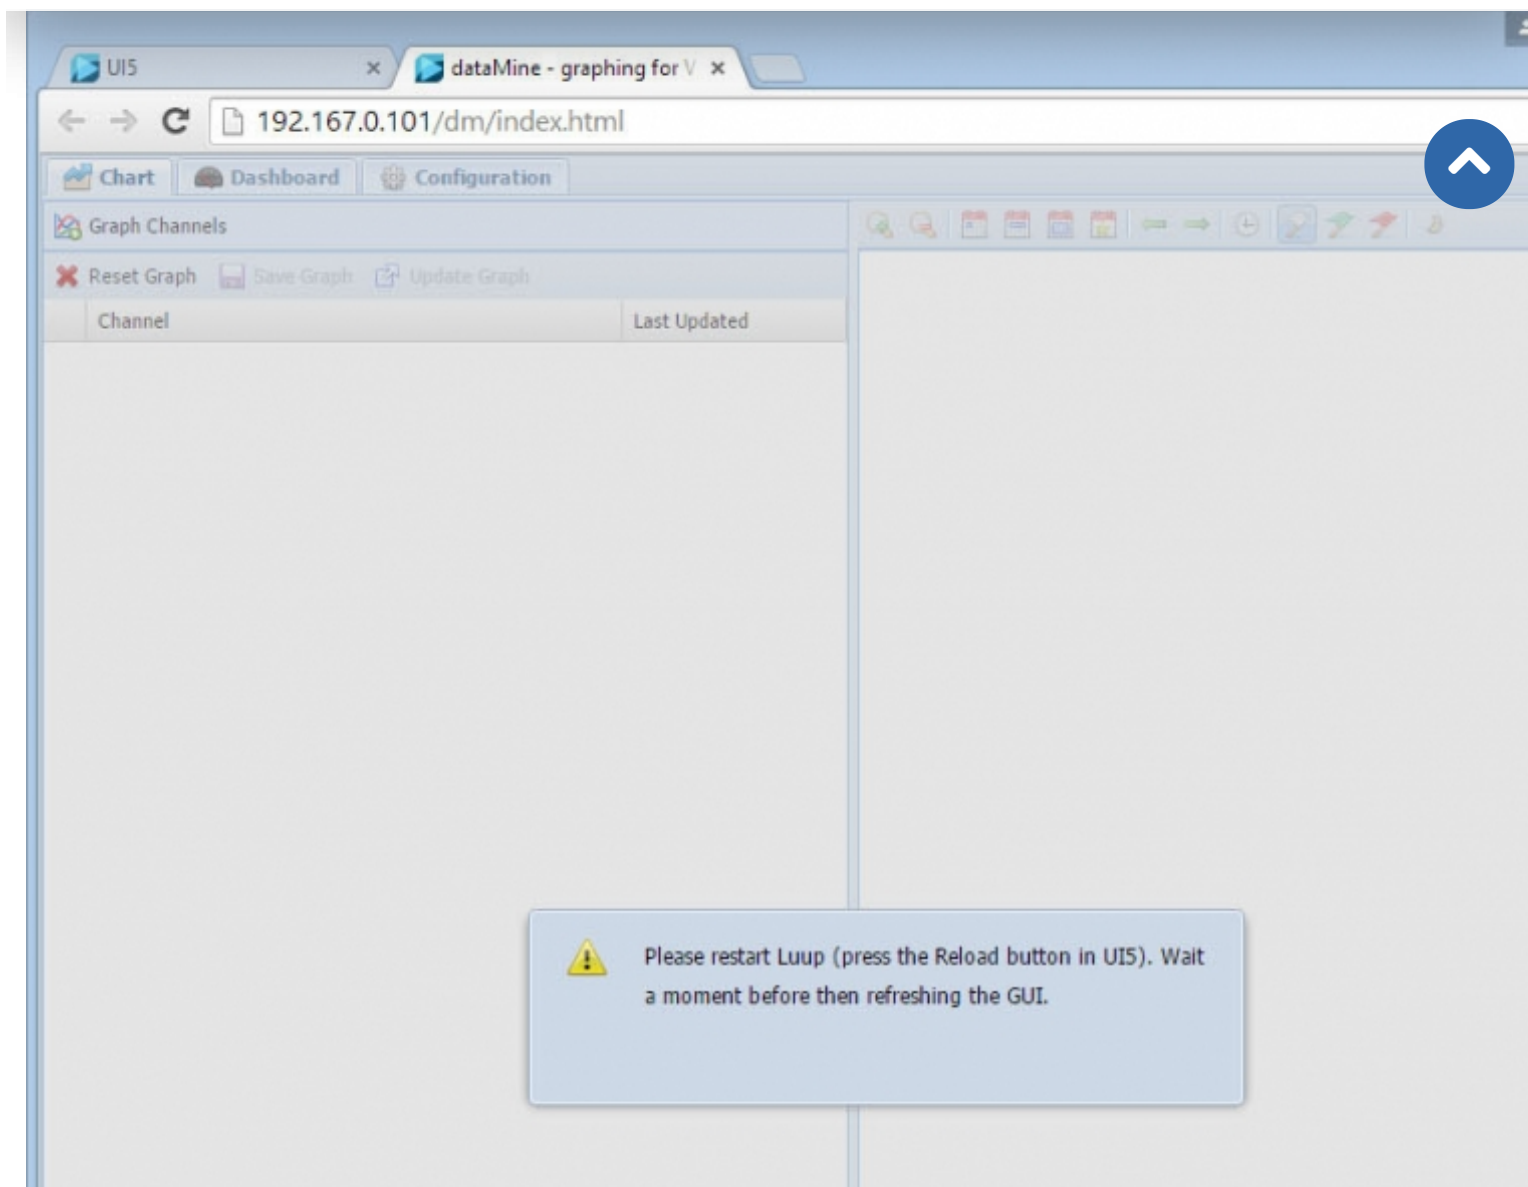 UI5
dataMine - graphing for V
192.167.0.101/dm/index.html
Chart Dashboard Configuration
Graph Channels
Reset Graph Save Graph Update Graph
Channel Last Updated
Please restart Luup (press the Reload button in UI5). Wait
a moment before then refreshing the GUI.